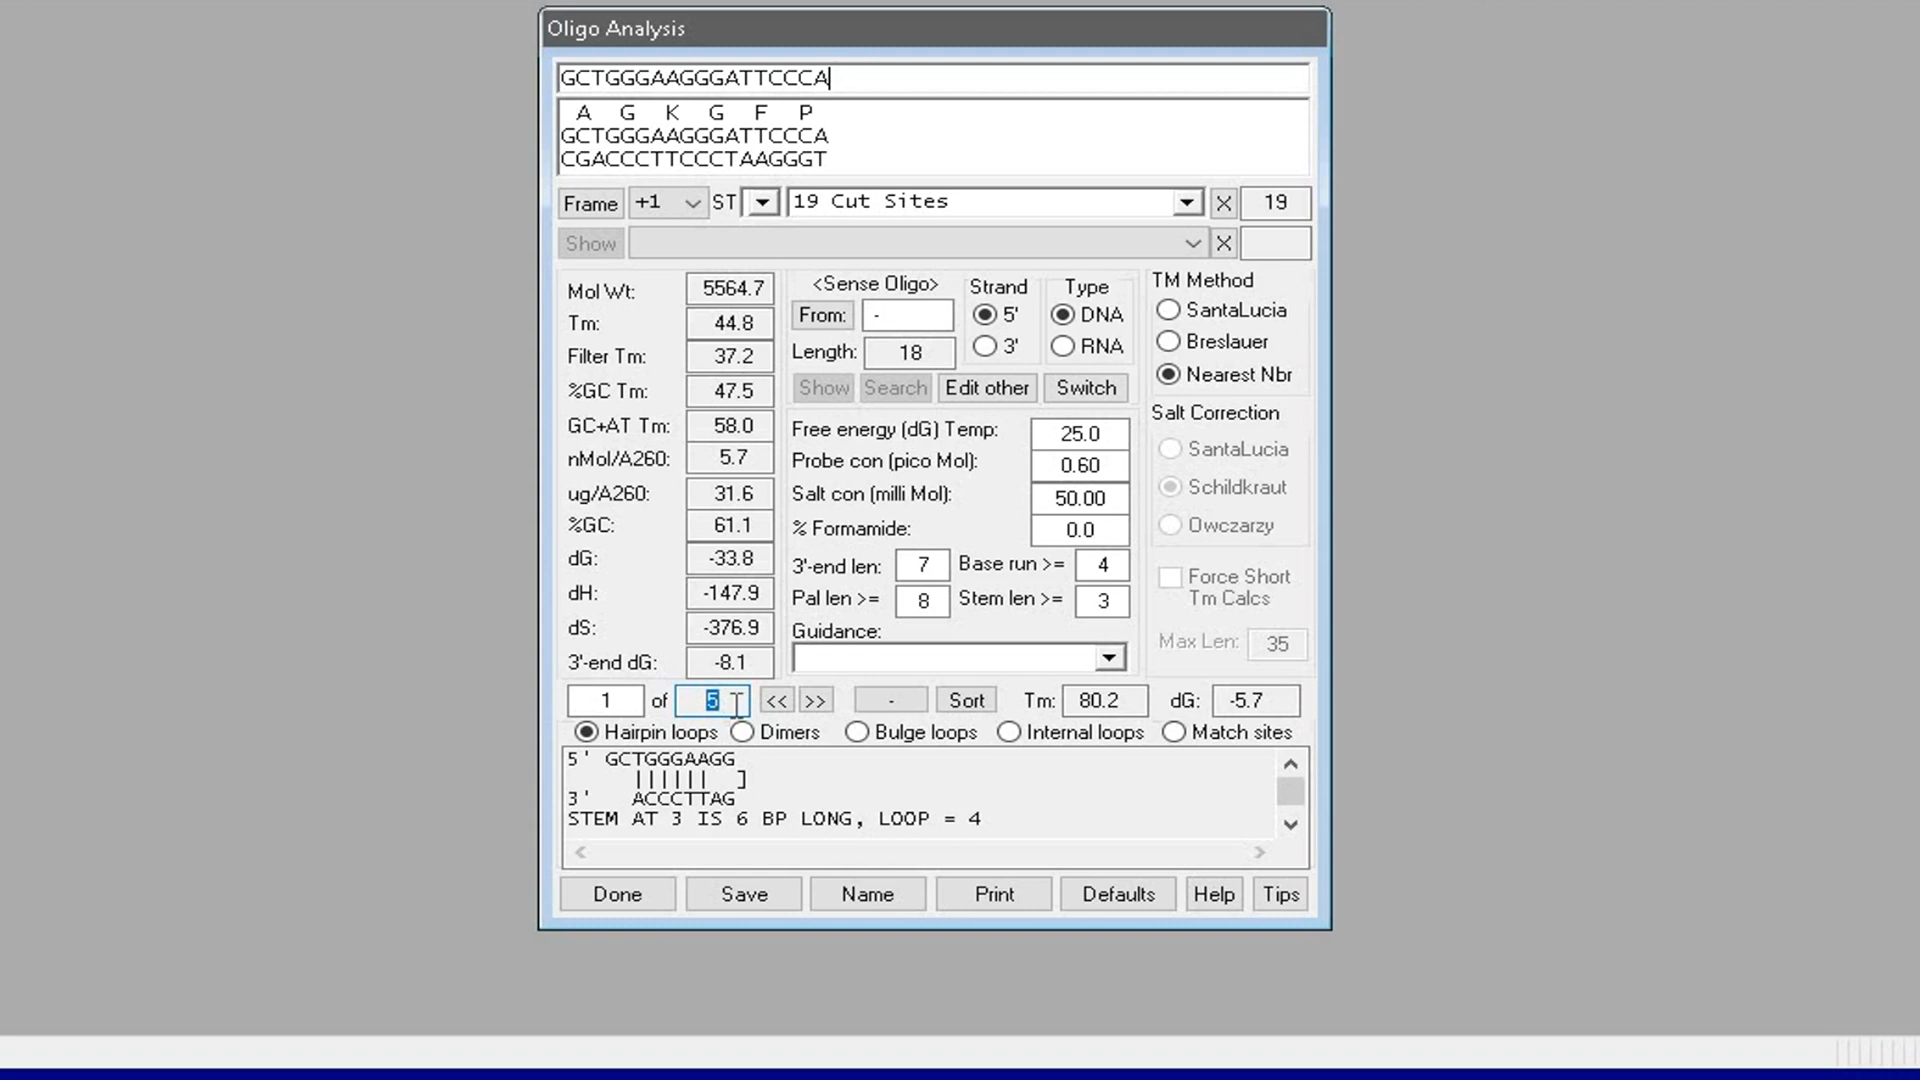 Oligo Analysis
GCTGGGAAGGGATTCCCA
A G K G F P
GCTGGGAAGGGATTCCCA
CGACCCTTCCCTAAGGGT
Frame +1 ST 19 Cut Sites X 19
Show X
Mol Wt: 5564.7
Tm: 44.8
Filter Tm: 37.2
%GC Tm: 47.5
GC+AT Tm: 58.0
nMol/A260: 5.7
ug/A260: 31.6
%GC: 61.1
dG: -33.8
dH: -147.9
dS: -376.9
3'-end dG: -8.1
<Sense Oligo>
From: -
Length: 18
Strand
5'
3'
Type
DNA
RNA
Show Search Edit other Switch
Free energy (dG) Temp: 25.0
Probe con (pico Mol): 0.60
Salt con (milli Mol): 50.00
% Formamide: 0.0
3'-end len: 7 Base run >= 4
Pal len >= 8 Stem len >= 3
Guidance:
TM Method
SantaLucia
Breslauer
Nearest Nbr
Salt Correction
SantaLucia
Schildkraut
Owczarzy
Force Short
Tm Calcs
Max Len: 35
1 of 5 << >> - Sort Tm: 80.2 dG: -5.7
Hairpin loops Dimers Bulge loops Internal loops Match sites
5' GCTGGGAAGG
|||||| ]
3' ACCCTTAG
STEM AT 3 IS 6 BP LONG, LOOP = 4
Done Save Name Print Defaults Help Tips